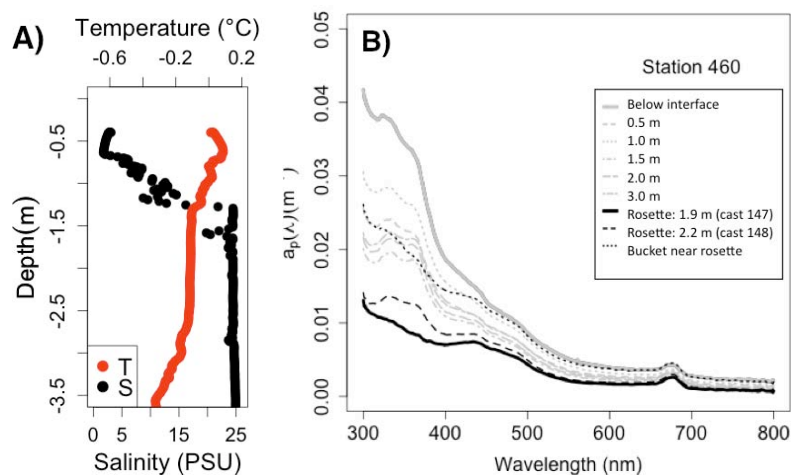 A)
Temperature (°C)
-0.6
-0.2
0.2
-0.5
-1.5
-2.5
-3.5
Depth(m)
T
S
0
5
15
25
Salinity (PSU)
B)
Station 460
0.05
0.04
0.03
0.02
0.01
0.00
aₚ(λ)(m⁻
Below interface
0.5 m
1.0 m
1.5 m
2.0 m
3.0 m
Rosette: 1.9 m (cast 147)
Rosette: 2.2 m (cast 148)
Bucket near rosette
300
400
500
600
700
800
Wavelength (nm)